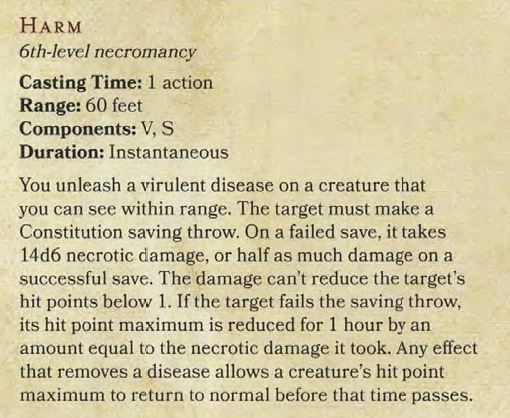 HARM
6th-level necromancy
Casting Time: 1 action
Range: 60 feet
Components: V, S
Duration: Instantaneous
You unleash a virulent disease on a creature that
you can see within range. The target must make a
Constitution saving throw. On a failed save, it takes
14d6 necrotic damage, or half as much damage on a
successful save. The damage can't reduce the target's
hit points below 1. If the target fails the saving throw,
its hit point maximum is reduced for 1 hour by an
amount equal to the necrotic damage it took. Any effect
that removes a disease allows a creature's hit point
maximum to return to normal before that time passes.